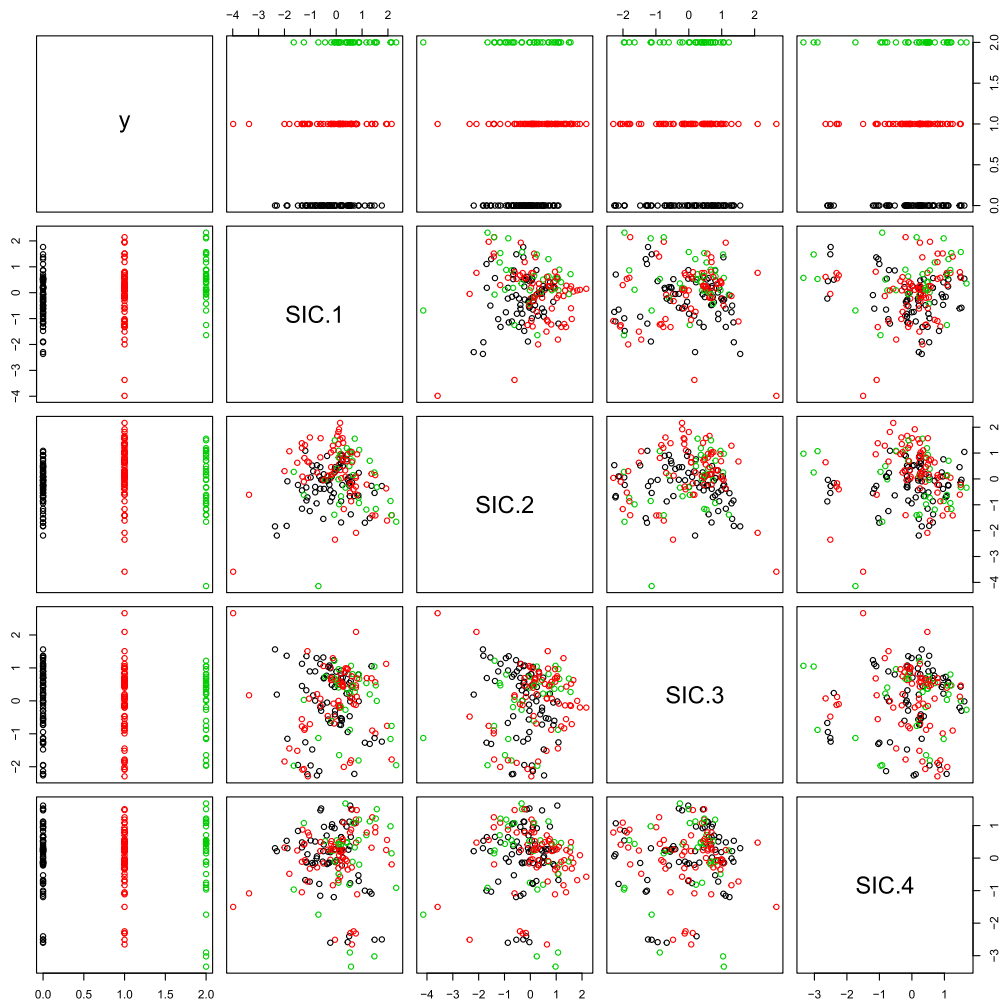 −4 −3 −2 −1 0 1 2 −2 −1 0 1 2
y 0.0 0.5 1.0 1.5 2.0
−4 −3 −2 −1 0 1 2 SIC.1
SIC.2 −4 −3 −2 −1 0 1 2
−2 −1 0 1 2 SIC.3
SIC.4 −3 −2 −1 0 1
0.0 0.5 1.0 1.5 2.0 −4 −3 −2 −1 0 1 2 −3 −2 −1 0 1